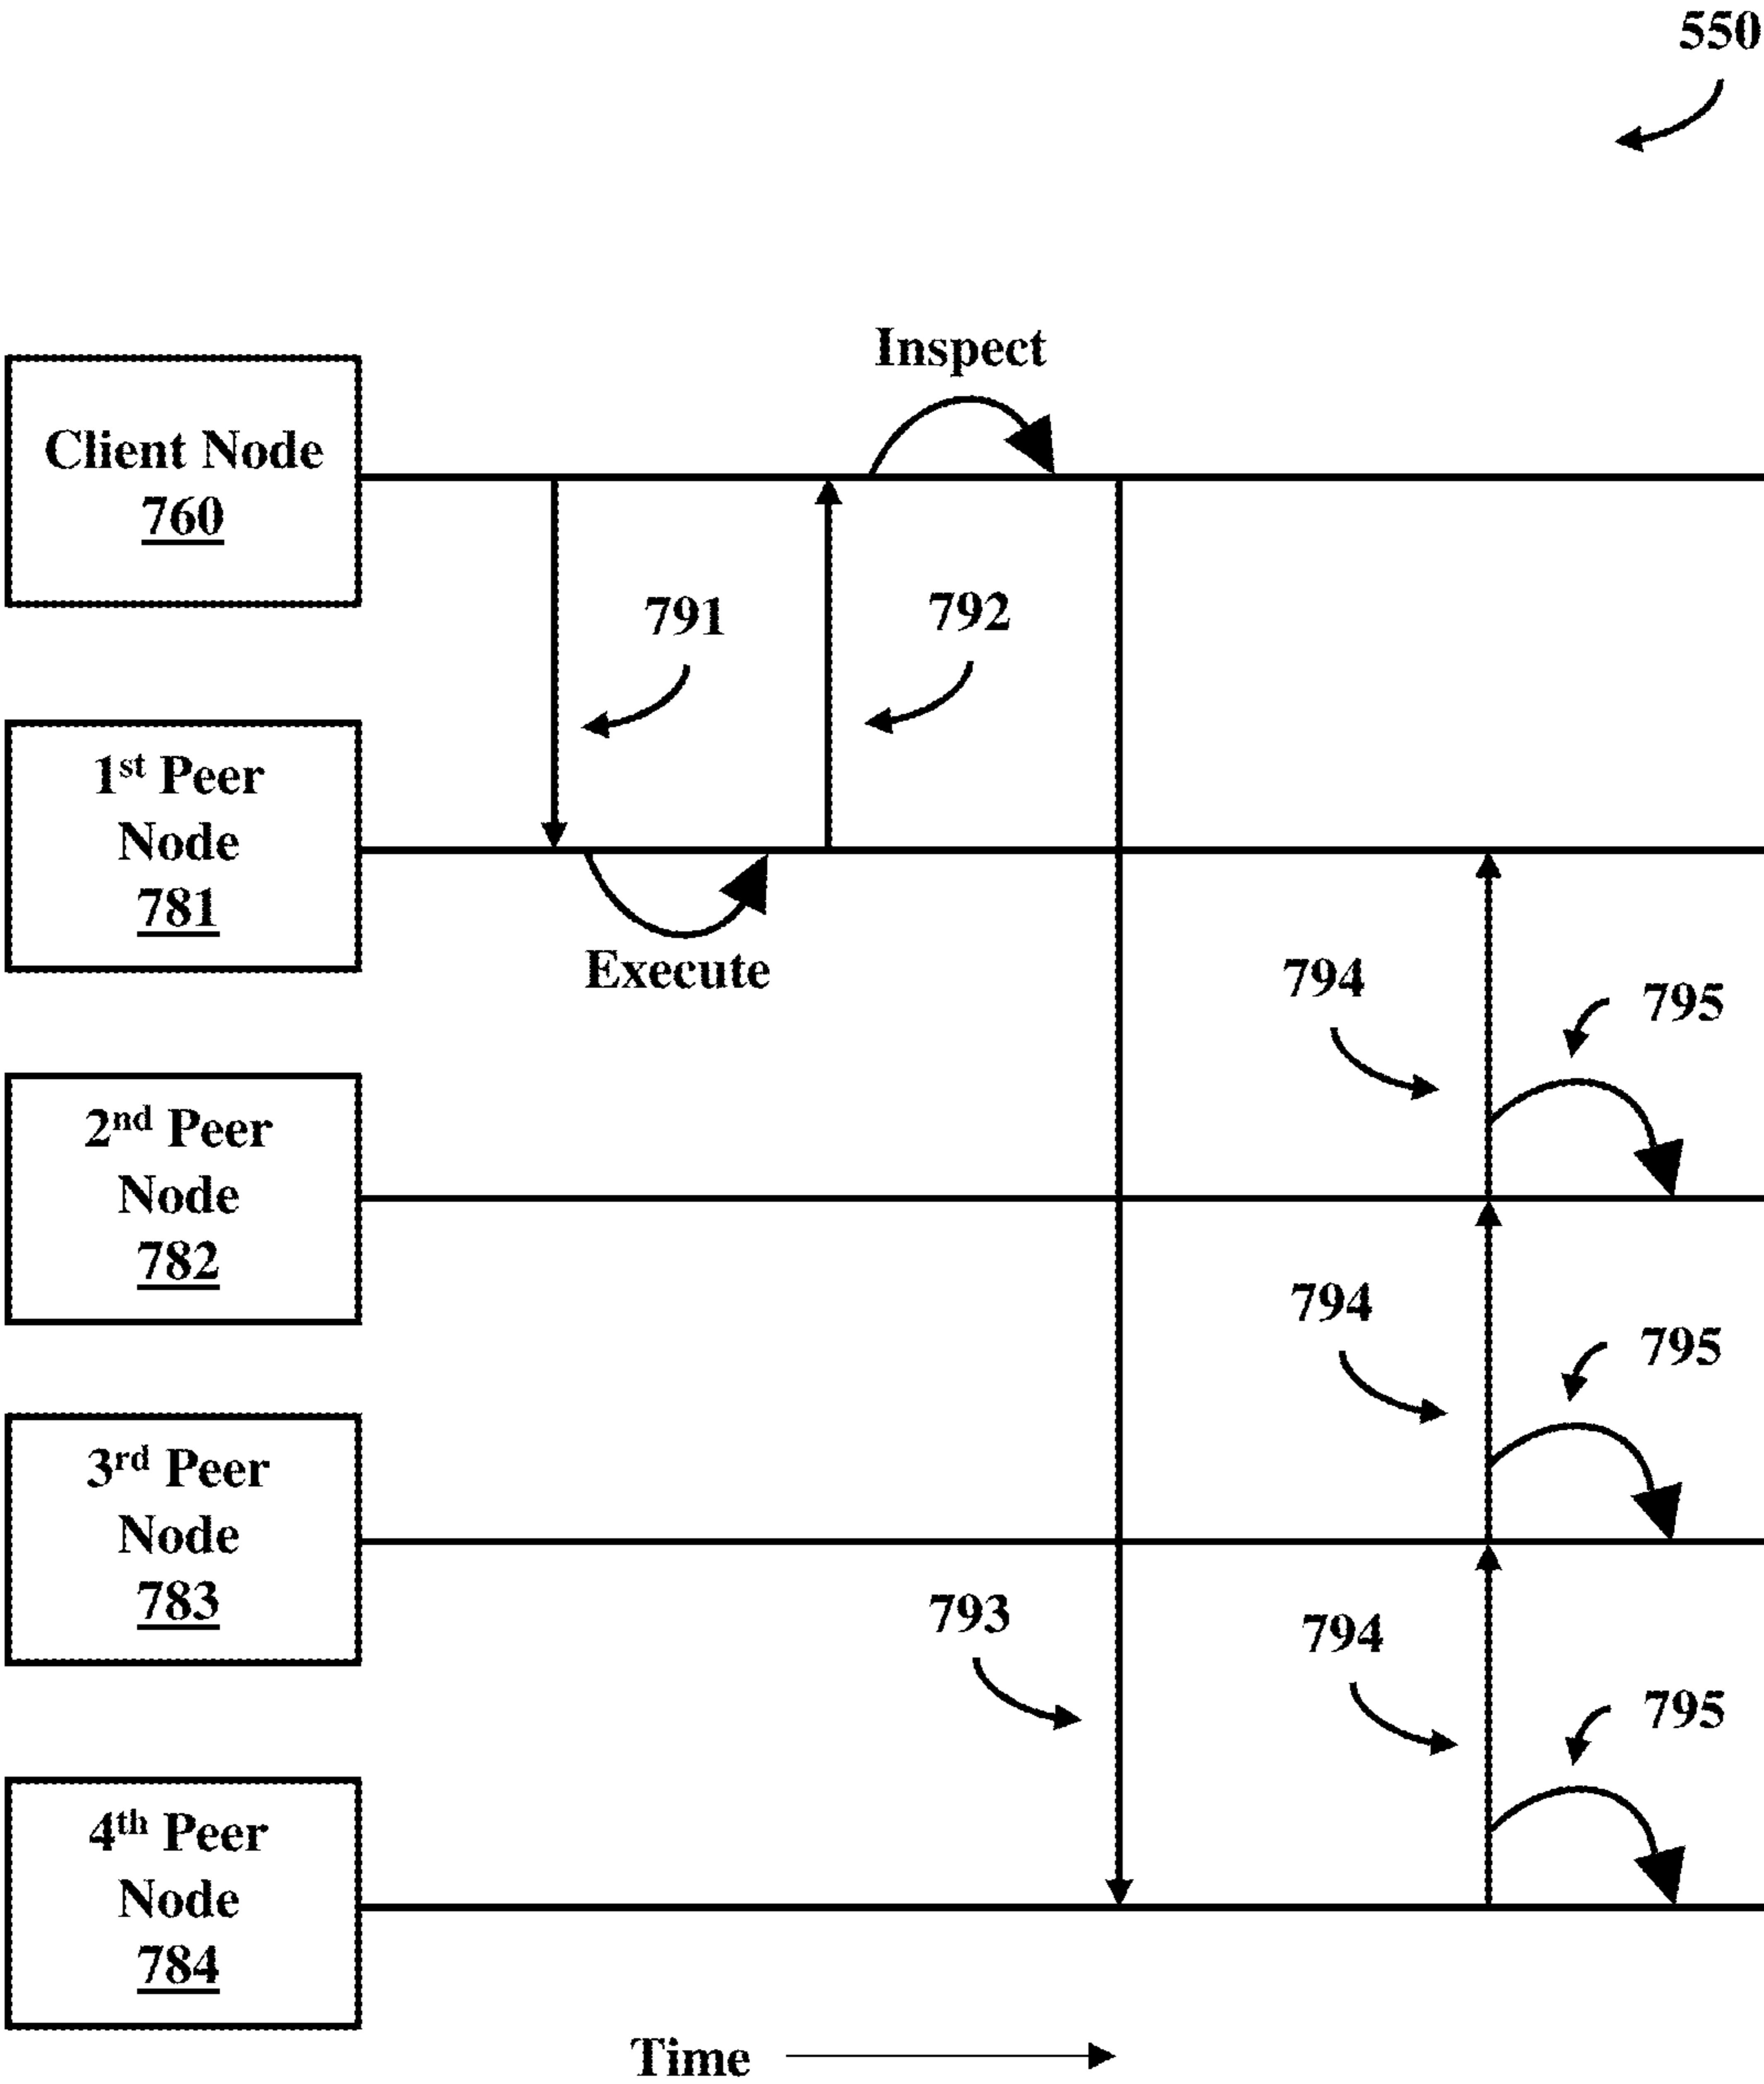 550
Inspect
Client Node
760
791
792
1st Peer
Node
781
Execute
794
795
2nd Peer
Node
782
794
795
3rd Peer
Node
783
793
794
795
4th Peer
Node
784
Time